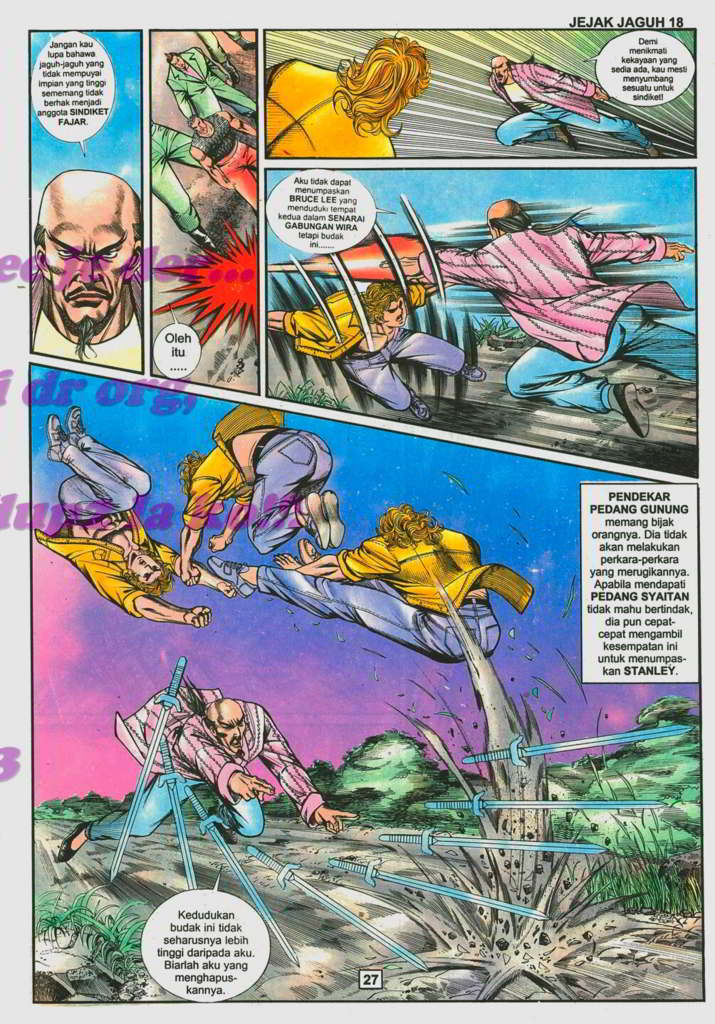 JEJAK JAGUH 18
Jangan kau
lupa bahawa
jaguh-jaguh yang
tidak mempuyai
impian yang tinggi
sememang tidak
berhak menjadi
anggota SINDIKET
FAJAR.
Oleh
itu
.....
Demi
menikmati
kekayaan yang
sedia ada, kau mesti
menyumbang
sesuatu untuk
sindiket!
Aku tidak dapat
menumpaskan
BRUCE LEE yang
menduduki tempat
kedua dalam SENARAI
GABUNGAN WIRA
tetapi budak
ini.......
PENDEKAR
PEDANG GUNUNG
memang bijak
orangnya. Dia tidak
akan melakukan
perkara-perkara
yang merugikannya.
Apabila mendapati
PEDANG SYAITAN
tidak mahu bertindak,
dia pun cepat-
cepat mengambil
kesempatan ini
untuk menumpas-
kan STANLEY.
Kedudukan
budak ini tidak
seharusnya lebih
tinggi daripada aku.
Biarlah aku yang
menghapus-
kannya.
27
i dr org,
3